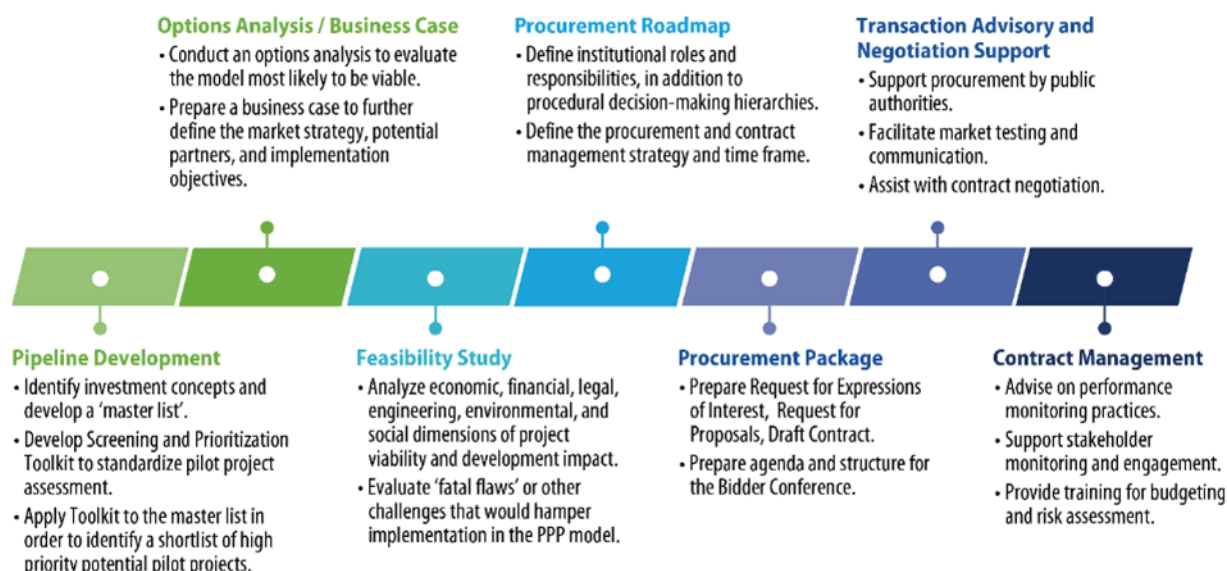 Options Analysis / Business Case
• Conduct an options analysis to evaluate
the model most likely to be viable.
• Prepare a business case to further
define the market strategy, potential
partners, and implementation
objectives.
Procurement Roadmap
• Define institutional roles and
responsibilities, in addition to
procedural decision-making hierarchies.
• Define the procurement and contract
management strategy and time frame.
Transaction Advisory and
Negotiation Support
• Support procurement by public
authorities.
• Facilitate market testing and
communication.
• Assist with contract negotiation.
Pipeline Development
• Identify investment concepts and
develop a ‘master list’.
• Develop Screening and Prioritization
Toolkit to standardize pilot project
assessment.
• Apply Toolkit to the master list in
order to identify a shortlist of high
priority potential pilot projects.
Feasibility Study
• Analyze economic, financial, legal,
engineering, environmental, and
social dimensions of project
viability and development impact.
• Evaluate ‘fatal flaws’ or other
challenges that would hamper
implementation in the PPP model.
Procurement Package
• Prepare Request for Expressions
of Interest, Request for
Proposals, Draft Contract.
• Prepare agenda and structure for
the Bidder Conference.
Contract Management
• Advise on performance
monitoring practices.
• Support stakeholder
monitoring and engagement.
• Provide training for budgeting
and risk assessment.